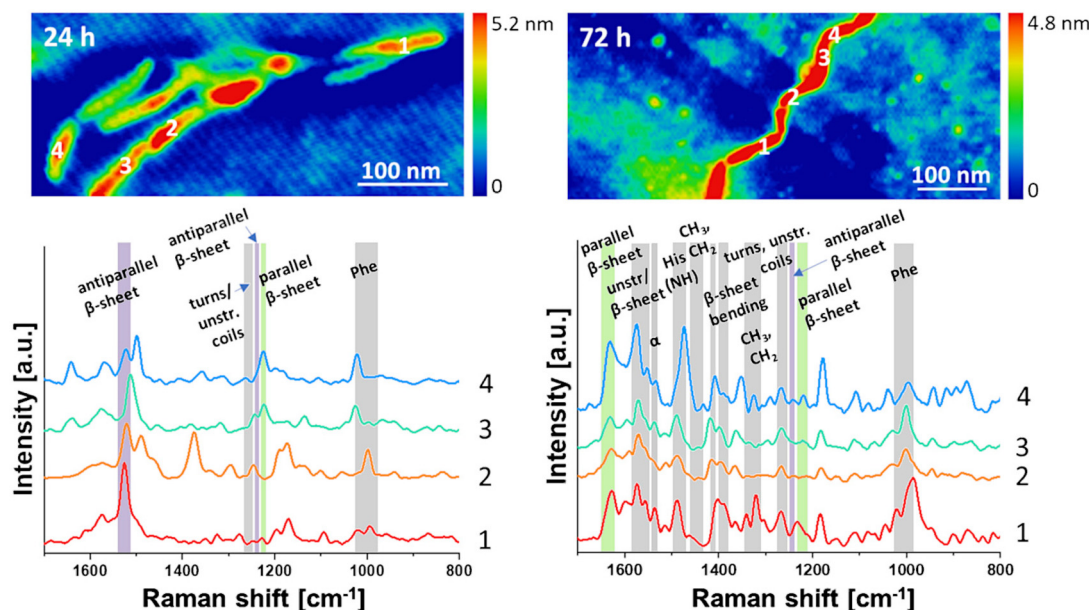 24 h
1
2
3
4
100 nm
5.2 nm
0
72 h
4
3
2
1
100 nm
4.8 nm
0
antiparallel
β-sheet
antiparallel
β-sheet
turns/
unstr.
coils
parallel
β-sheet
Phe
4
3
2
1
Intensity [a.u.]
1600 1400 1200 1000 800
Raman shift [cm-1]
parallel
β-sheet
unstr/
β-sheet
α
CH3,
His CH2
(NH)
turns, unstr.
coils
β-sheet
bending
CH3,
CH2
antiparallel
β-sheet
parallel
β-sheet
Phe
4
3
2
1
Intensity [a.u.]
1600 1400 1200 1000 800
Raman shift [cm-1]